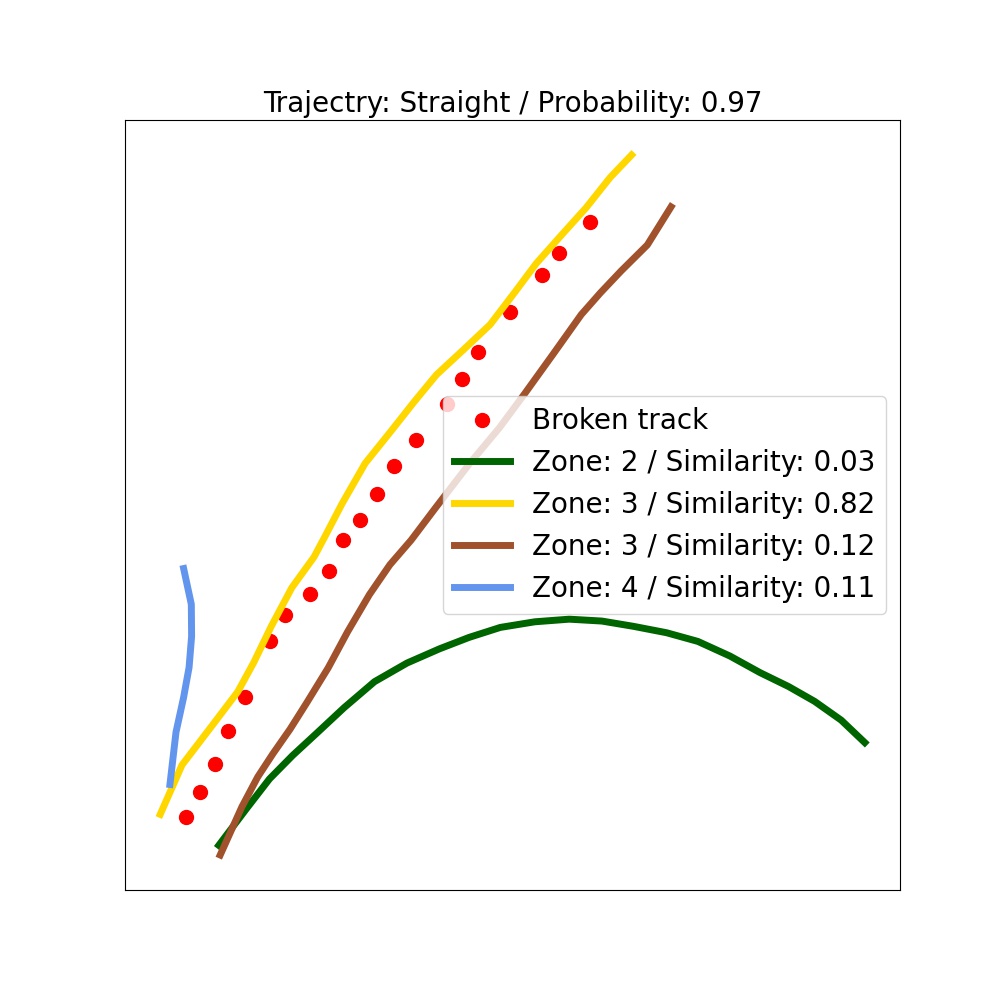 Trajectry: Straight / Probability: 0.97
Broken track
Zone: 2 / Similarity: 0.03
Zone: 3 / Similarity: 0.82
Zone: 3 / Similarity: 0.12
Zone: 4 / Similarity: 0.11